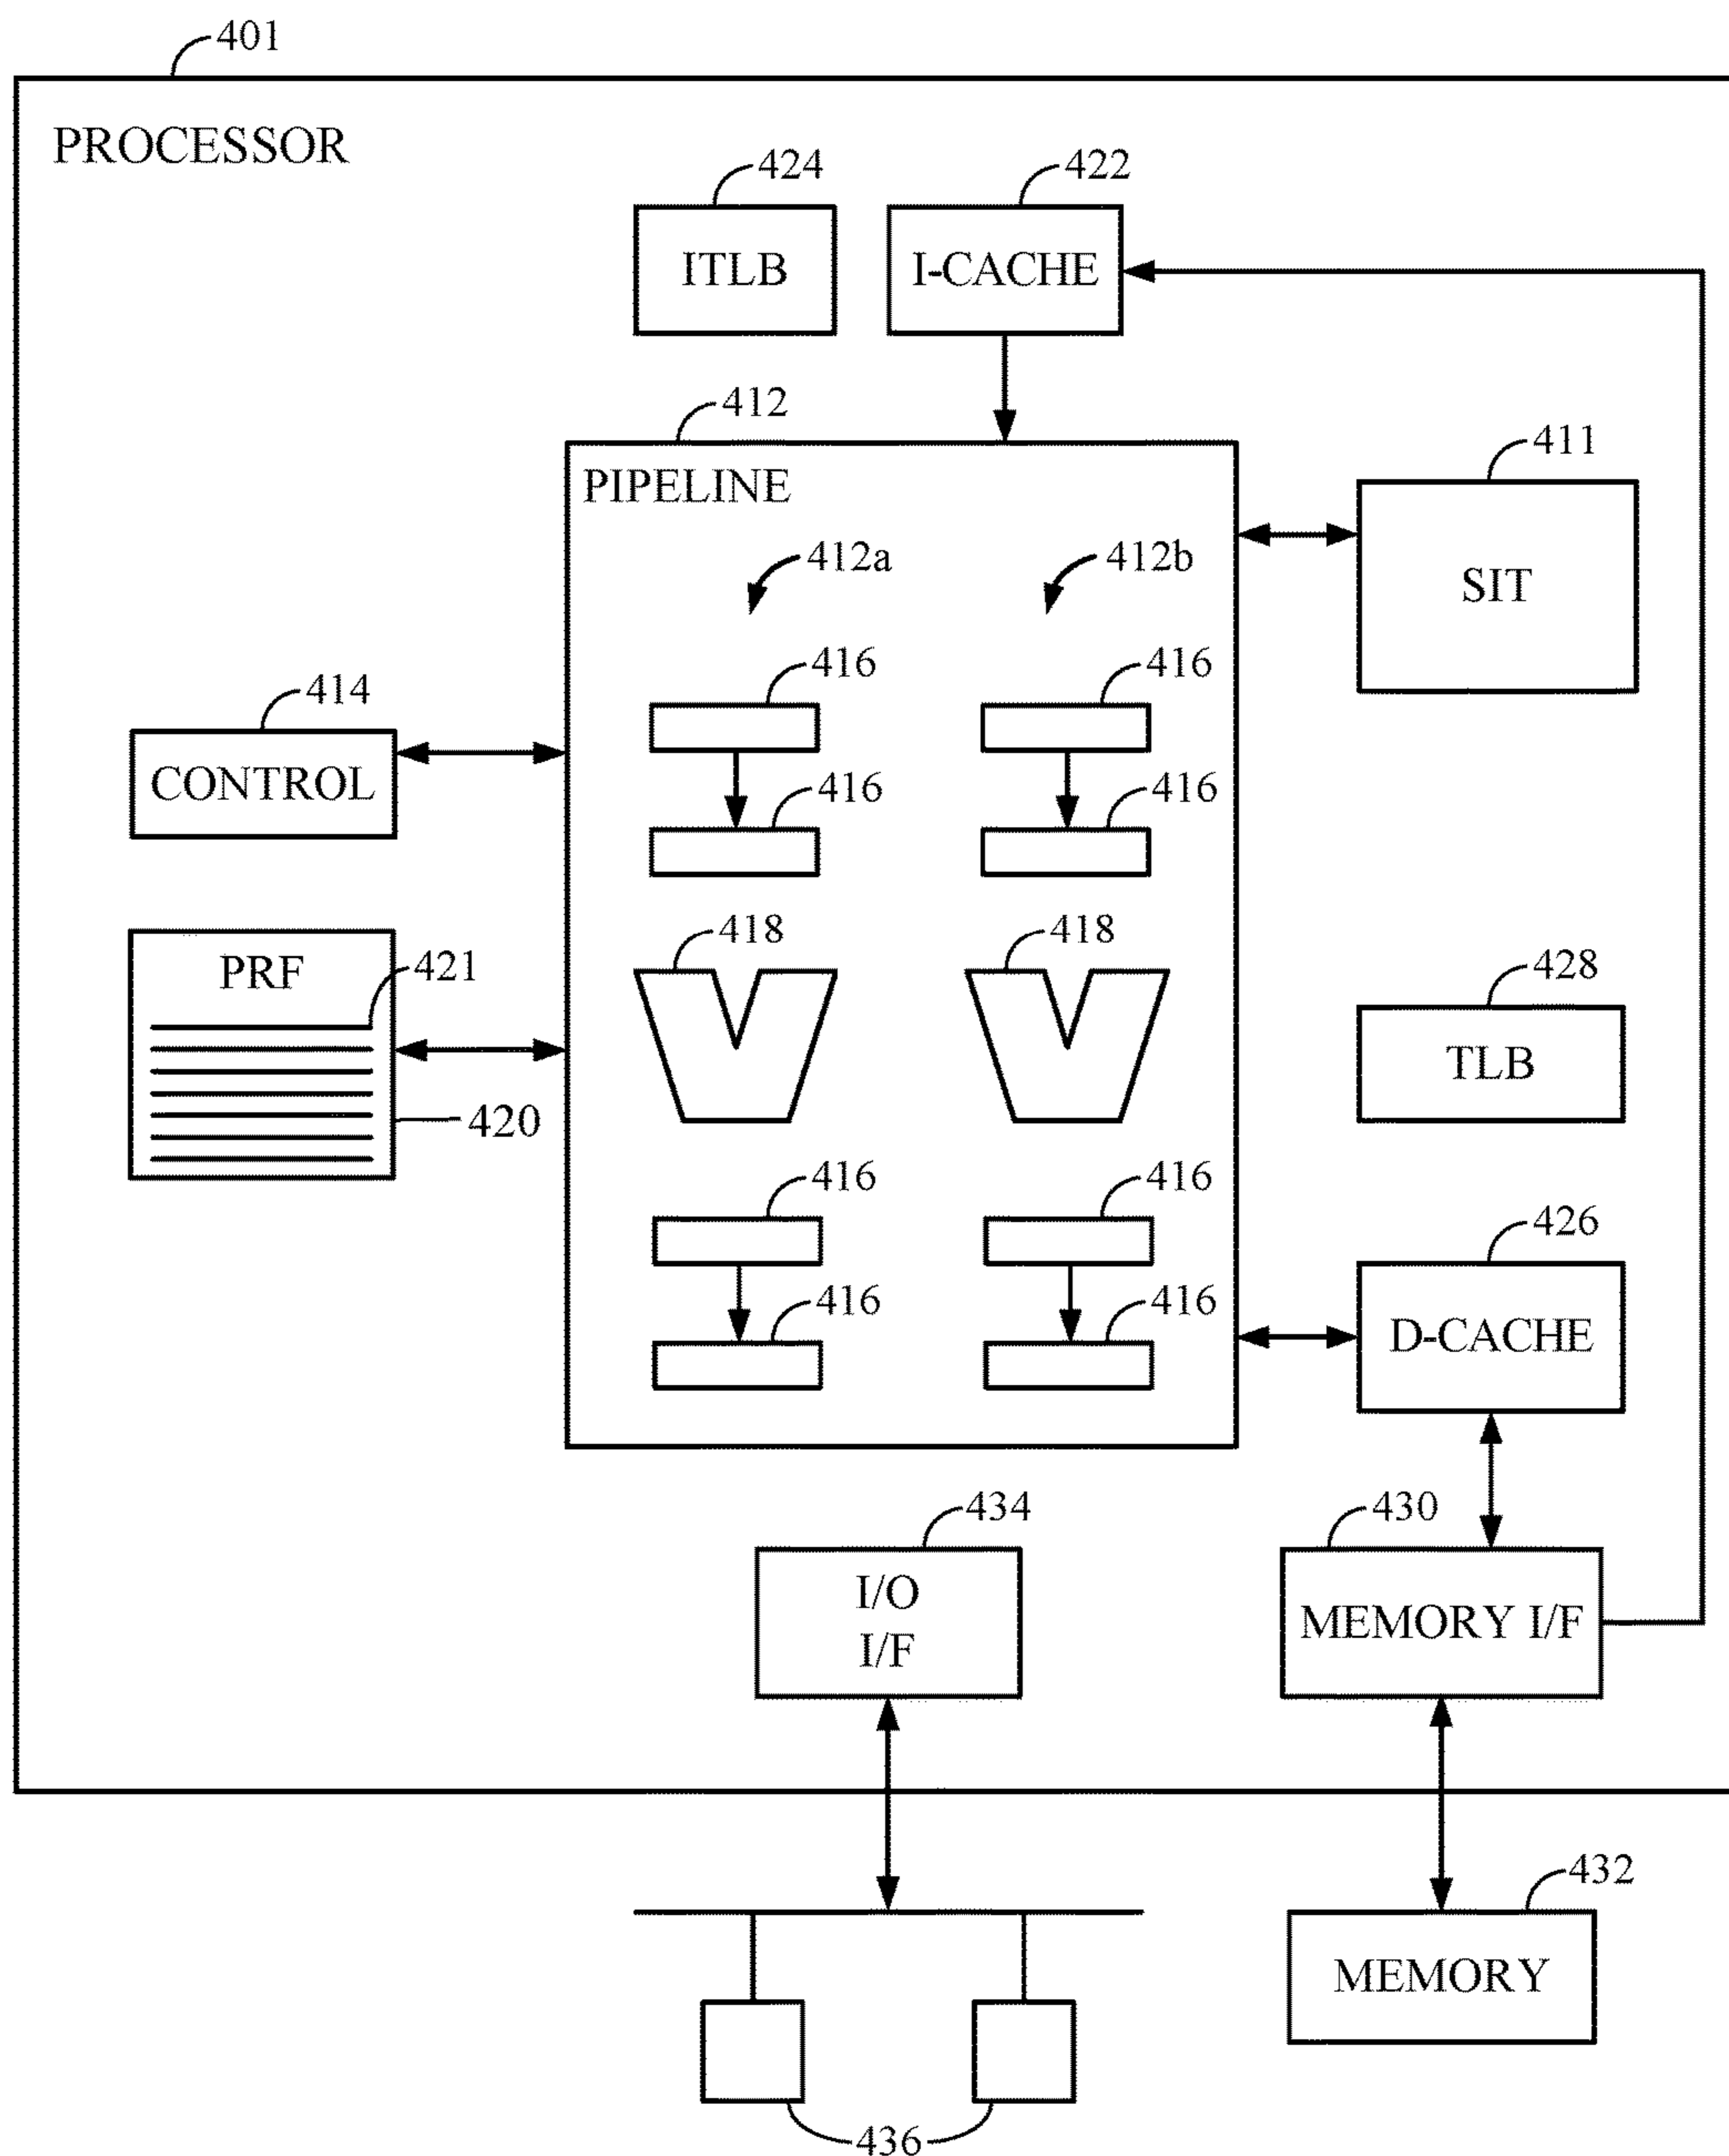 401
PROCESSOR
424
422
ITLB
I-CACHE
412
411
PIPELINE
SIT
412a
412b
416
416
414
CONTROL
416
416
418
418
PRF
421
420
428
TLB
416
416
426
416
416
D-CACHE
434
430
I/O
I/F
MEMORY I/F
432
MEMORY
436